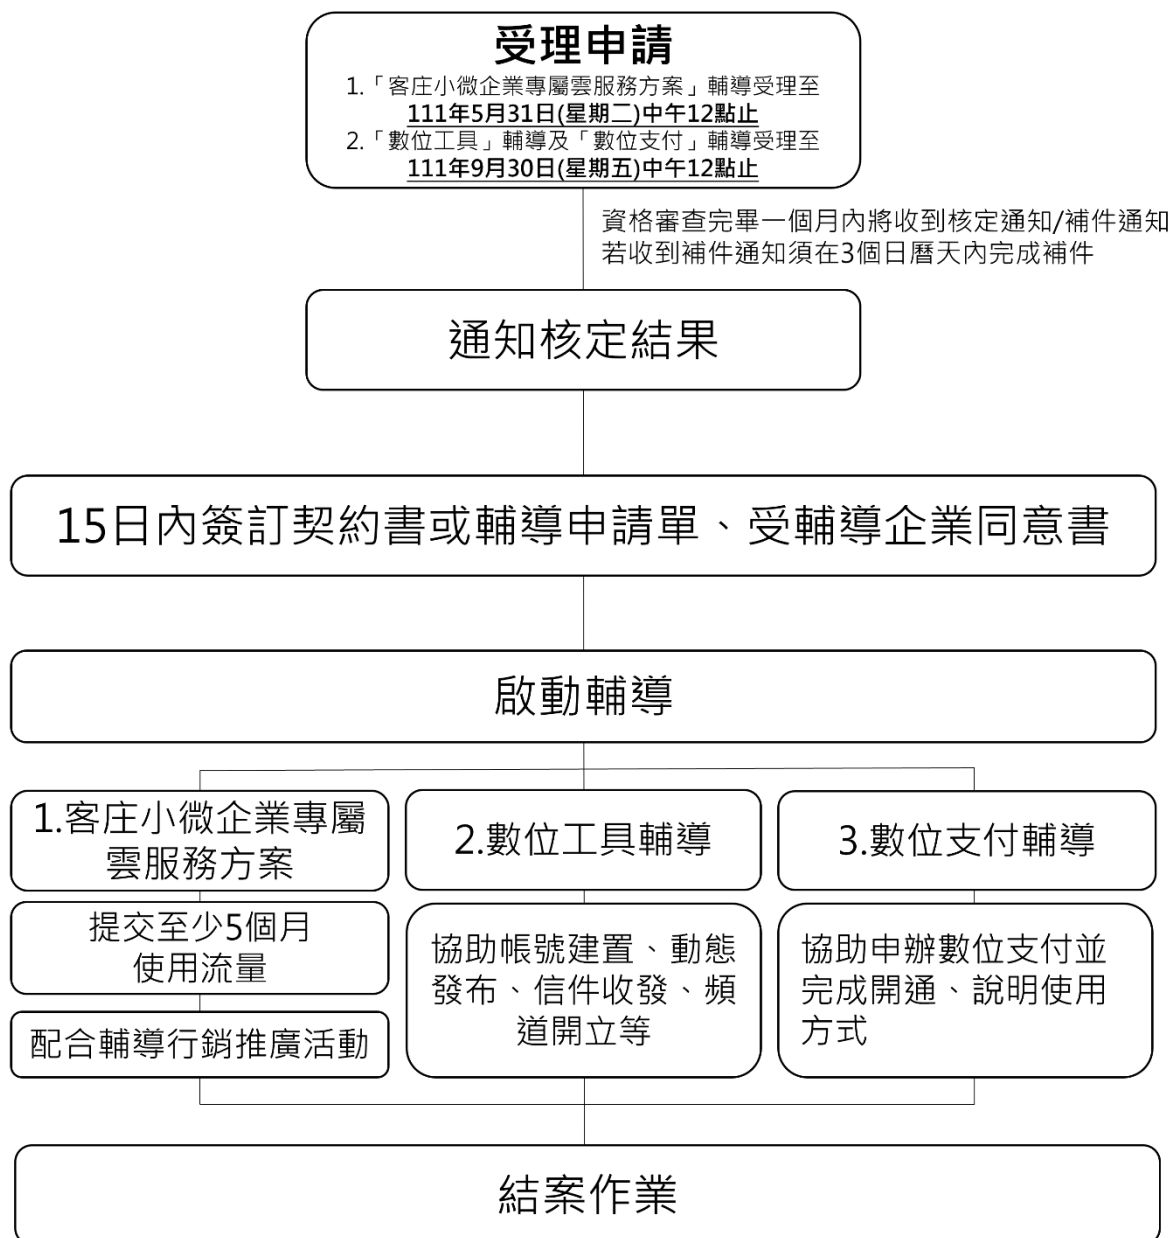 受理申請
1.「客庄小微企業專屬雲服務方案」輔導受理至
111年5月31日(星期二)中午12點止
2.「數位工具」輔導及「數位支付」輔導受理至
111年9月30日(星期五)中午12點止
資格審查完畢一個月內將收到核定通知/補件通知
若收到補件通知須在3個日曆天內完成補件
通知核定結果
15日內簽訂契約書或輔導申請單、受輔導企業同意書
啟動輔導
1.客庄小微企業專屬
雲服務方案
提交至少5個月
使用流量
配合輔導行銷推廣活動
2.數位工具輔導
協助帳號建置、動態
發布、信件收發、頻
道開立等
3.數位支付輔導
協助申辦數位支付並
完成開通、說明使用
方式
結案作業